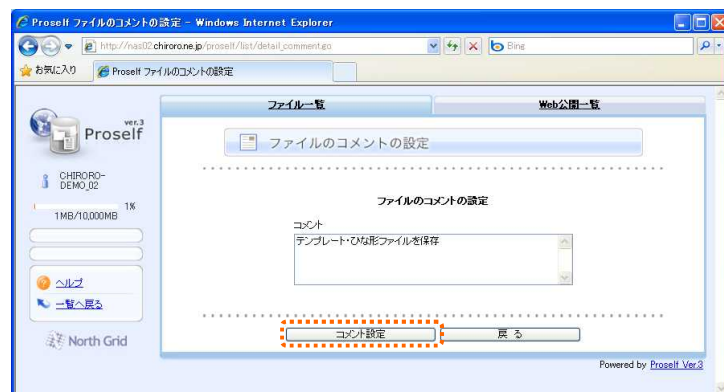 Proself ファイルのコメントの設定 - Windows Internet Explorer
http://nas02.chiroro.ne.jp/proself/list/detail_comment.go
Bing
お気に入り
Proself ファイルのコメントの設定
ファイル一覧
Web公開一覧
ver.3
Proself
ファイルのコメントの設定
CHIRORO-
DEMO_02
1%
1MB/10,000MB
ファイルのコメントの設定
コメント
テンプレート・ひな形ファイルを保存
ヘルプ
一覧へ戻る
North Grid
コメント設定
戻 る
Powered by Proself Ver.3